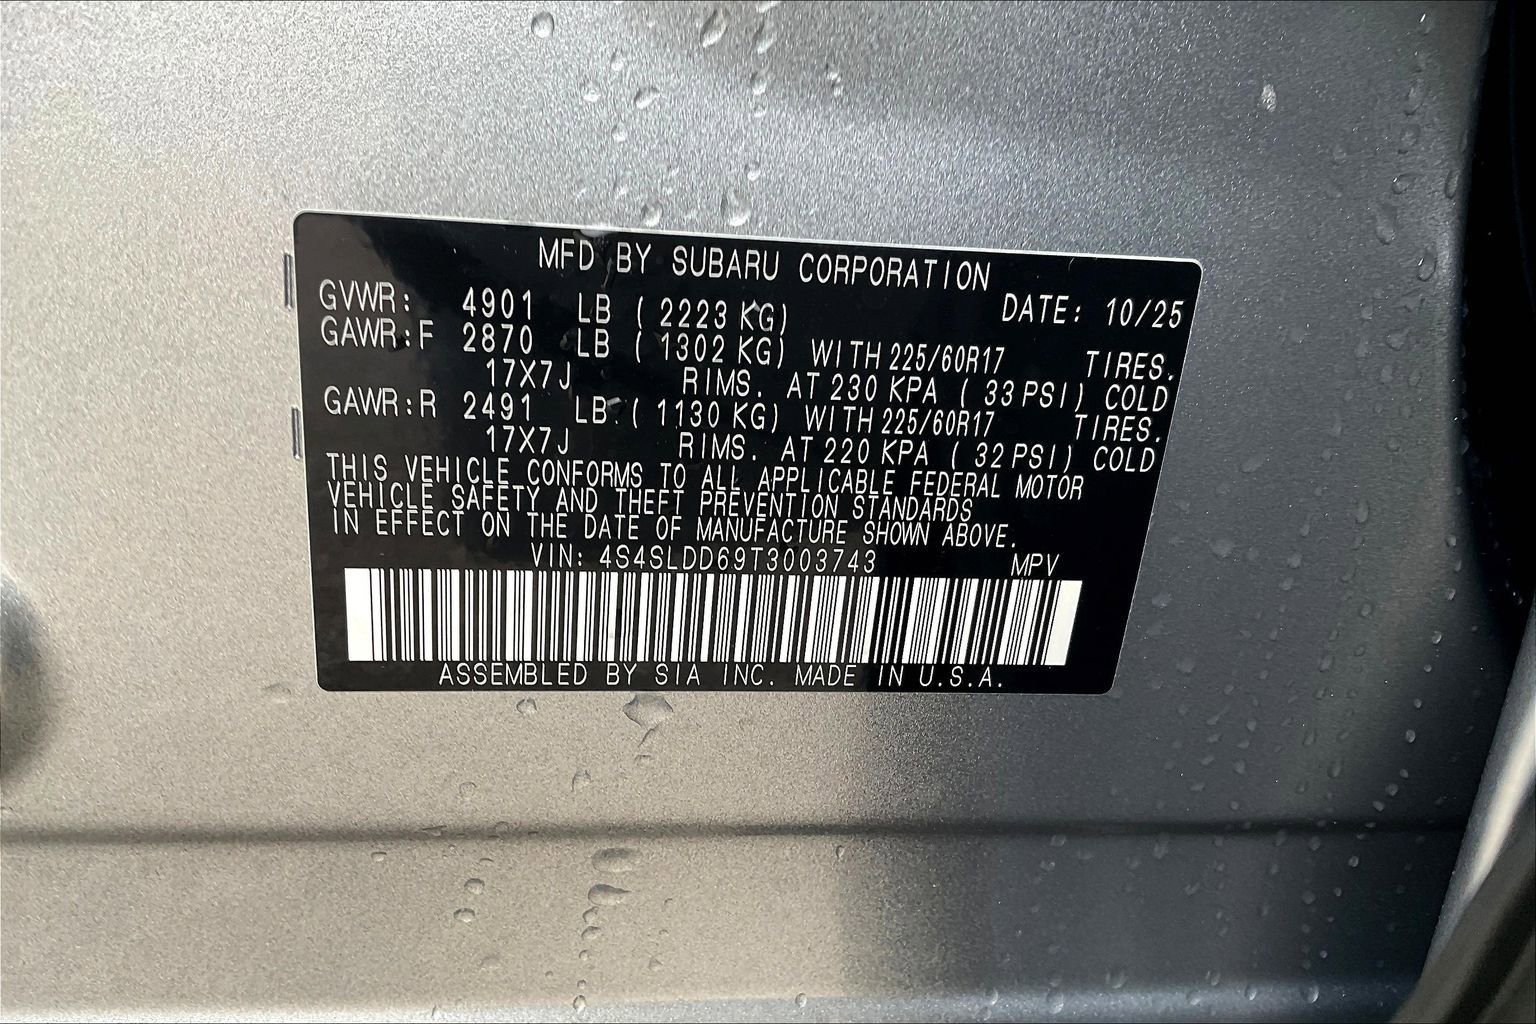 MFD BY SUBARU CORPORATION
DATE: 10/25
GVWR: 4901 LB ( 2223 KG)
GAWR:F 2870 LB ( 1302 KG) WITH 225/60R17 TIRES.
17X7J RIMS. AT 230 KPA ( 33 PSI) COLD
GAWR:R 2491 LB ( 1130 KG) WITH 225/60R17 TIRES.
17X7J RIMS. AT 220 KPA ( 32 PSI) COLD
THIS VEHICLE CONFORMS TO ALL APPLICABLE FEDERAL MOTOR
VEHICLE SAFETY AND THEFT PREVENTION STANDARDS
IN EFFECT ON THE DATE OF MANUFACTURE SHOWN ABOVE.
VIN: 4S4SLDD69T3003743 MPV
ASSEMBLED BY SIA INC. MADE IN U.S.A.